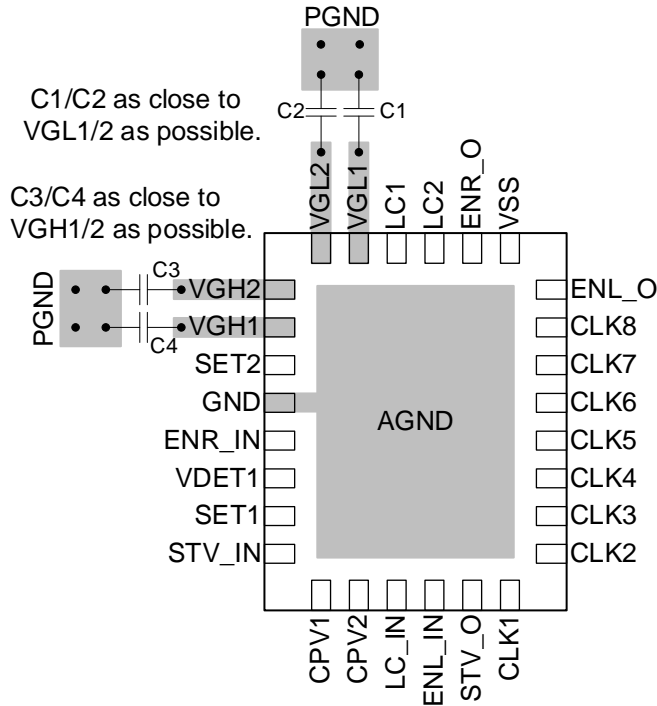 PGND
C1/C2 as close to
VGL1/2 as possible.
C2
C1
C3/C4 as close to
VGH1/2 as possible.
VGL2
VGL1
LC1
LC2
ENR_O
VSS
PGND
C3
C4
VGH2
VGH1
SET2
GND
ENR_IN
VDET1
SET1
STV_IN
AGND
ENL_O
CLK8
CLK7
CLK6
CLK5
CLK4
CLK3
CLK2
CPV1
CPV2
LC_IN
ENL_IN
STV_O
CLK1